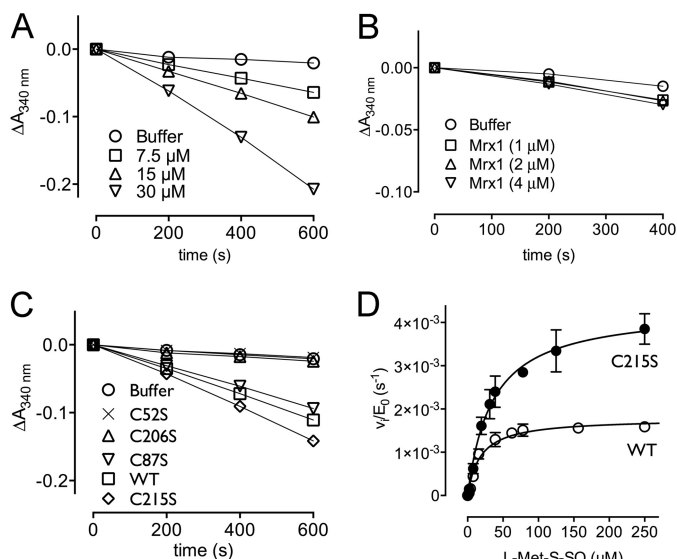 A
0.0
-0.1
-0.2
ΔA340 nm
Buffer
7.5 µM
15 µM
30 µM
0 200 400 600
time (s)
B
0.00
-0.05
-0.10
ΔA340 nm
Buffer
Mrx1 (1 µM)
Mrx1 (2 µM)
Mrx1 (4 µM)
0 100 200 300 400
time (s)
C
0.0
-0.1
-0.2
ΔA340 nm
Buffer
C52S
C206S
C87S
WT
C215S
0 200 400 600
time (s)
D
4×10-3
3×10-3
2×10-3
1×10-3
0
vi/E0 (s-1)
C215S
WT
0 50 100 150 200 250
L-Met-S-SO (µM)